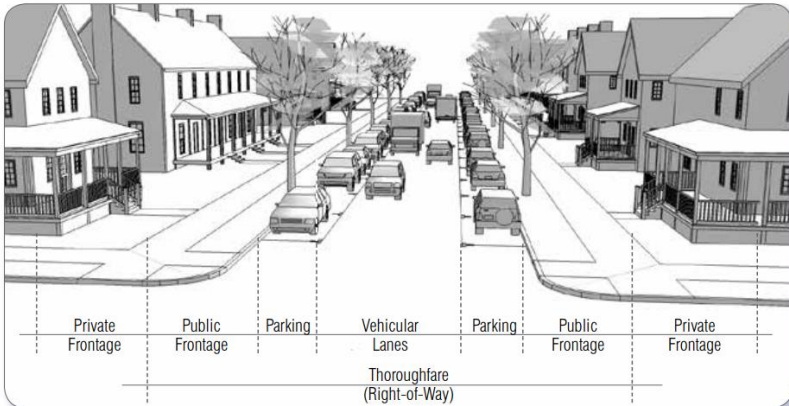 Private Frontage
Public Frontage
Parking
Vehicular Lanes
Parking
Public Frontage
Private Frontage
Thoroughfare
(Right-of-Way)